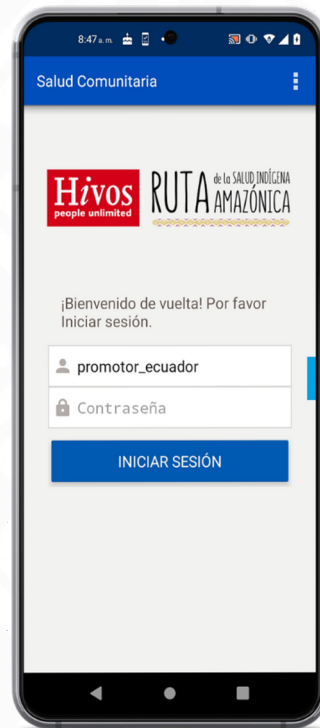 8:47 a. m.
Salud Comunitaria
Hivos
people unlimited
RUTA de la SALUD INDÍGENA
AMAZÓNICA
¡Bienvenido de vuelta! Por favor
Iniciar sesión.
promotor_ecuador
Contraseña
INICIAR SESIÓN